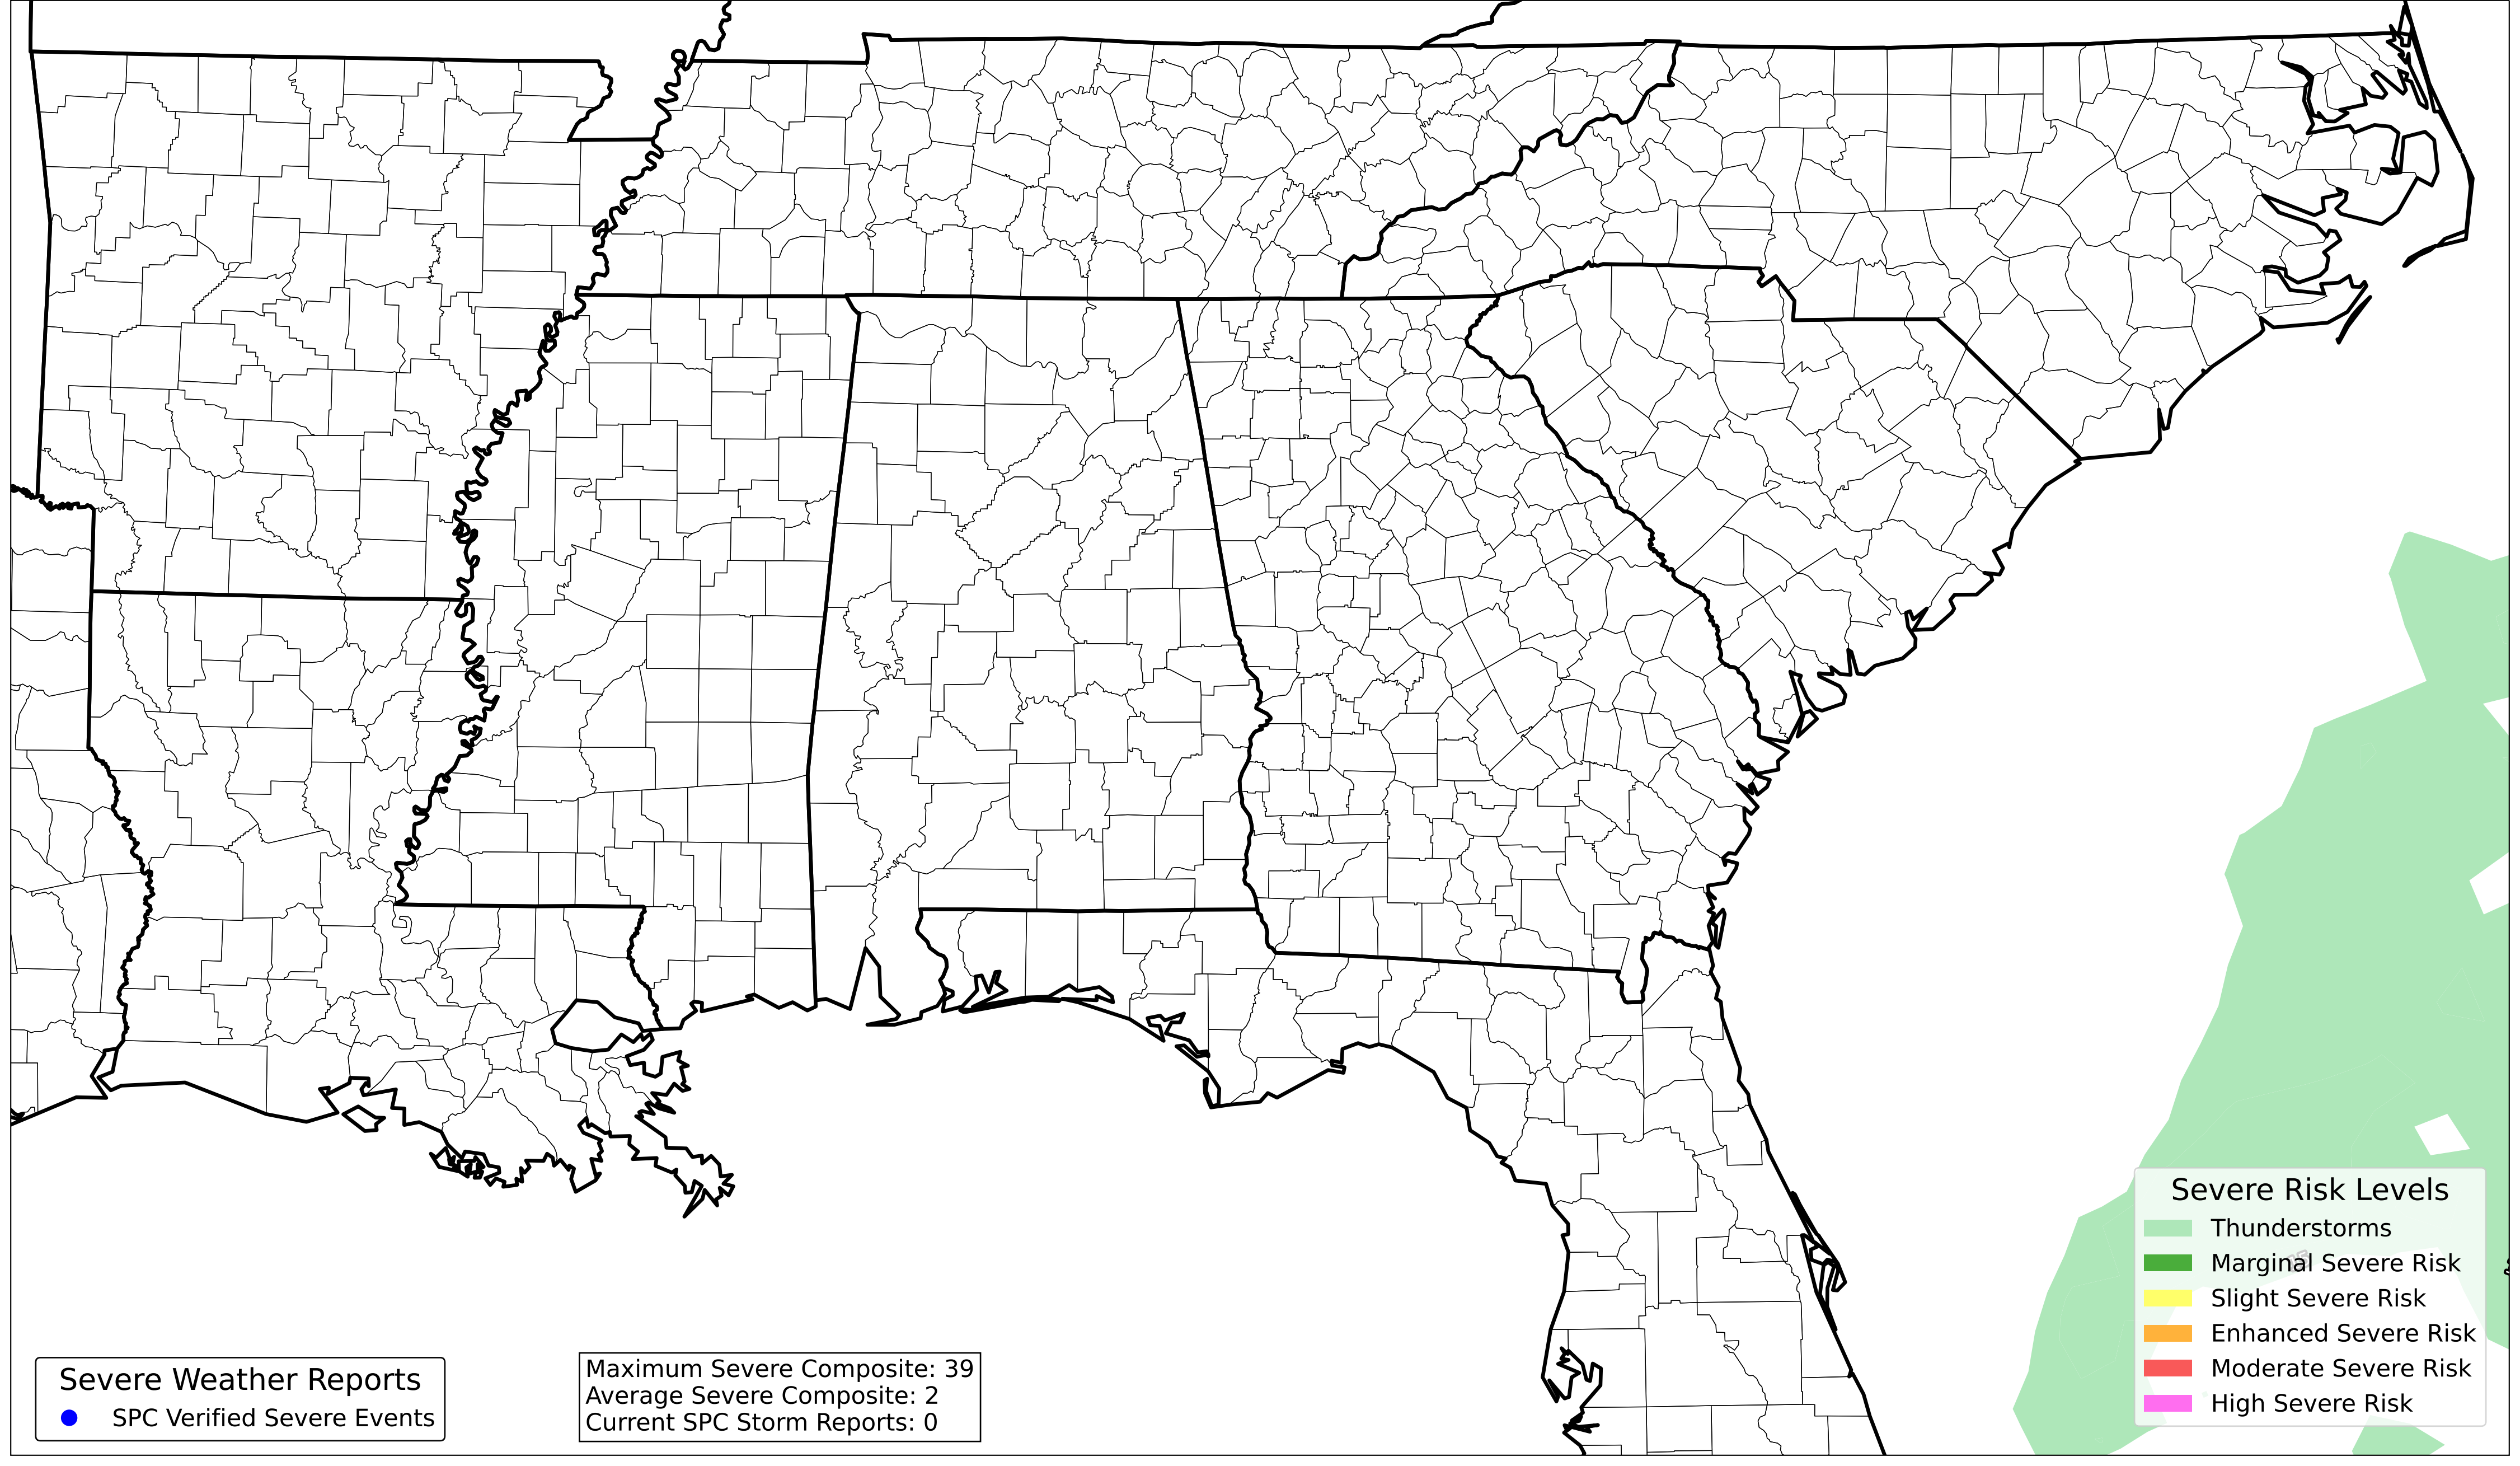 Severe Weather Reports
SPC Verified Severe Events
Maximum Severe Composite: 39
Average Severe Composite: 2
Current SPC Storm Reports: 0
Severe Risk Levels
Thunderstorms
Marginal Severe Risk
Slight Severe Risk
Enhanced Severe Risk
Moderate Severe Risk
High Severe Risk